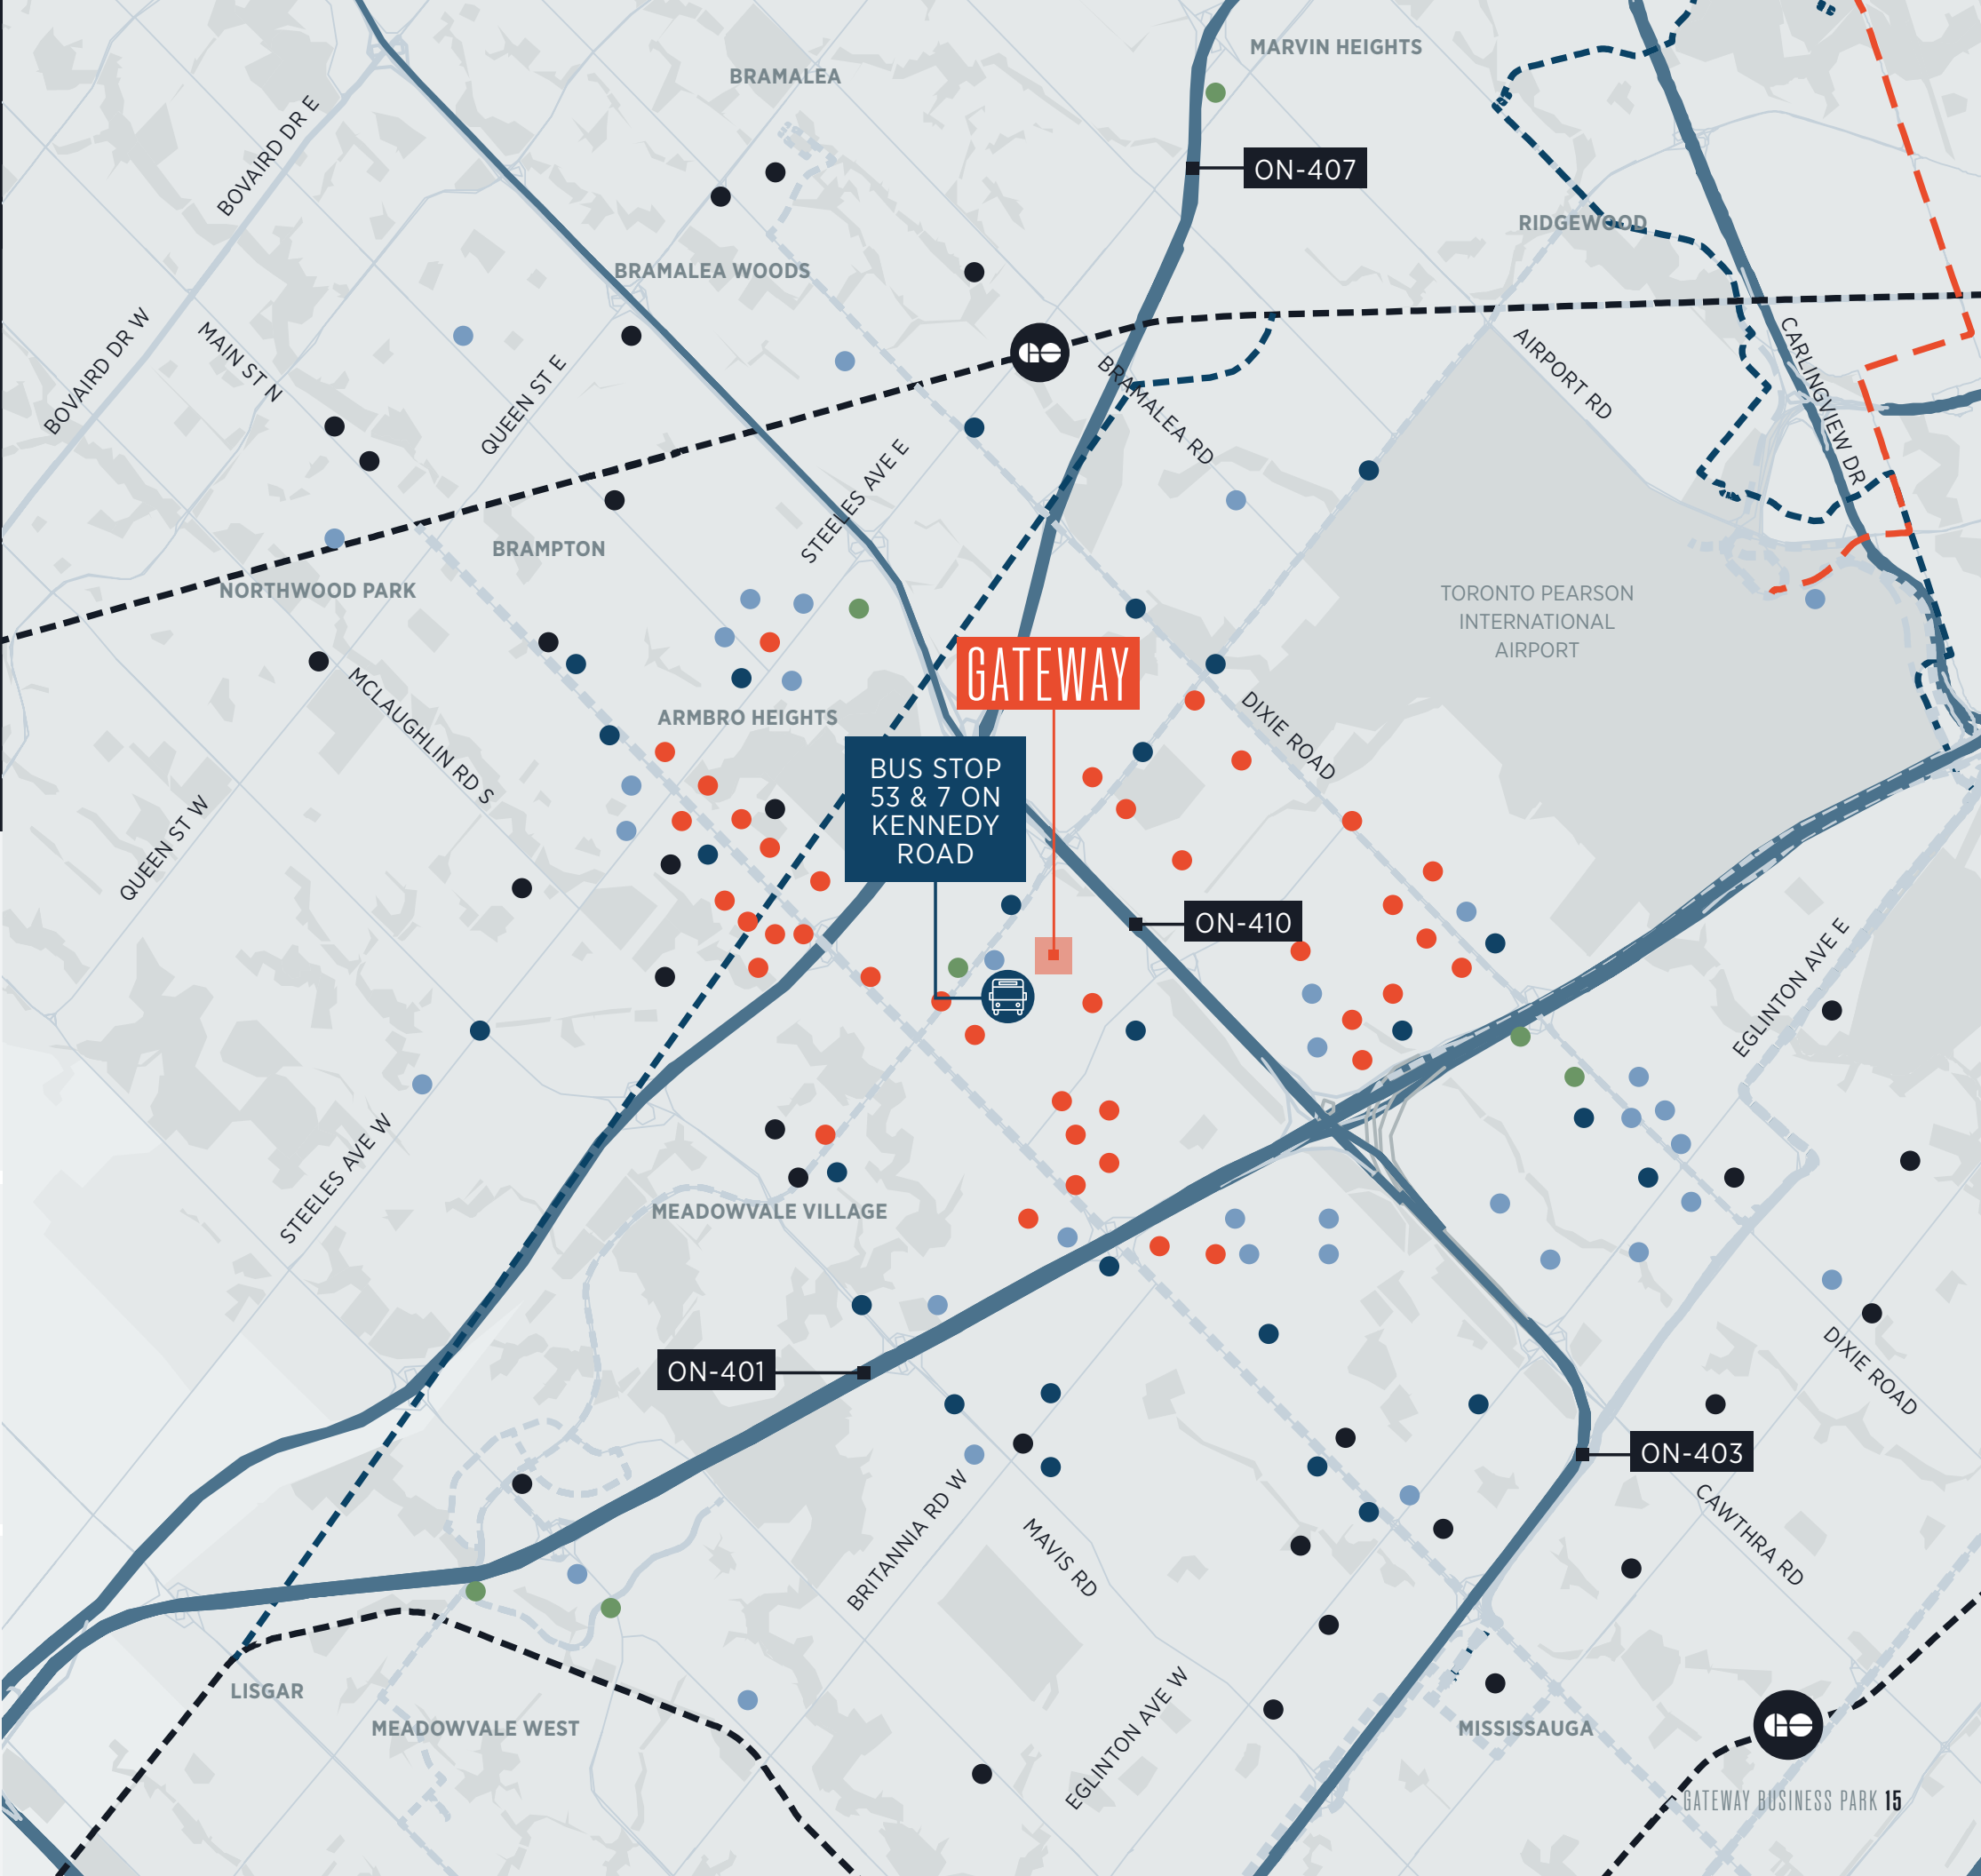 MARVIN HEIGHTS
BRAMALEA
BOVAIRD DR E
ON-407
RIDGEWOOD
BRAMALEA WOODS
BOVAIRD DR W
MAIN ST N
QUEEN ST E
GO
BRAMALEA RD
AIRPORT RD
CARLINGVIEW DR
STEELES AVE E
BRAMPTON
NORTHWOOD PARK
TORONTO PEARSON
INTERNATIONAL
AIRPORT
GATEWAY
MCLAUGHLIN RD S
ARMBRO HEIGHTS
DIXIE ROAD
BUS STOP
53 & 7 ON
KENNEDY
ROAD
QUEEN ST W
ON-410
EGLINTON AVE E
STEELES AVE W
MEADOWVALE VILLAGE
ON-401
DIXIE ROAD
ON-403
BRITANNIA RD W
MAVIS RD
CAWTHRA RD
LISGAR
MEADOWVALE WEST
EGLINTON AVE W
MISSISSAUGA
GO
GATEWAY BUSINESS PARK 15